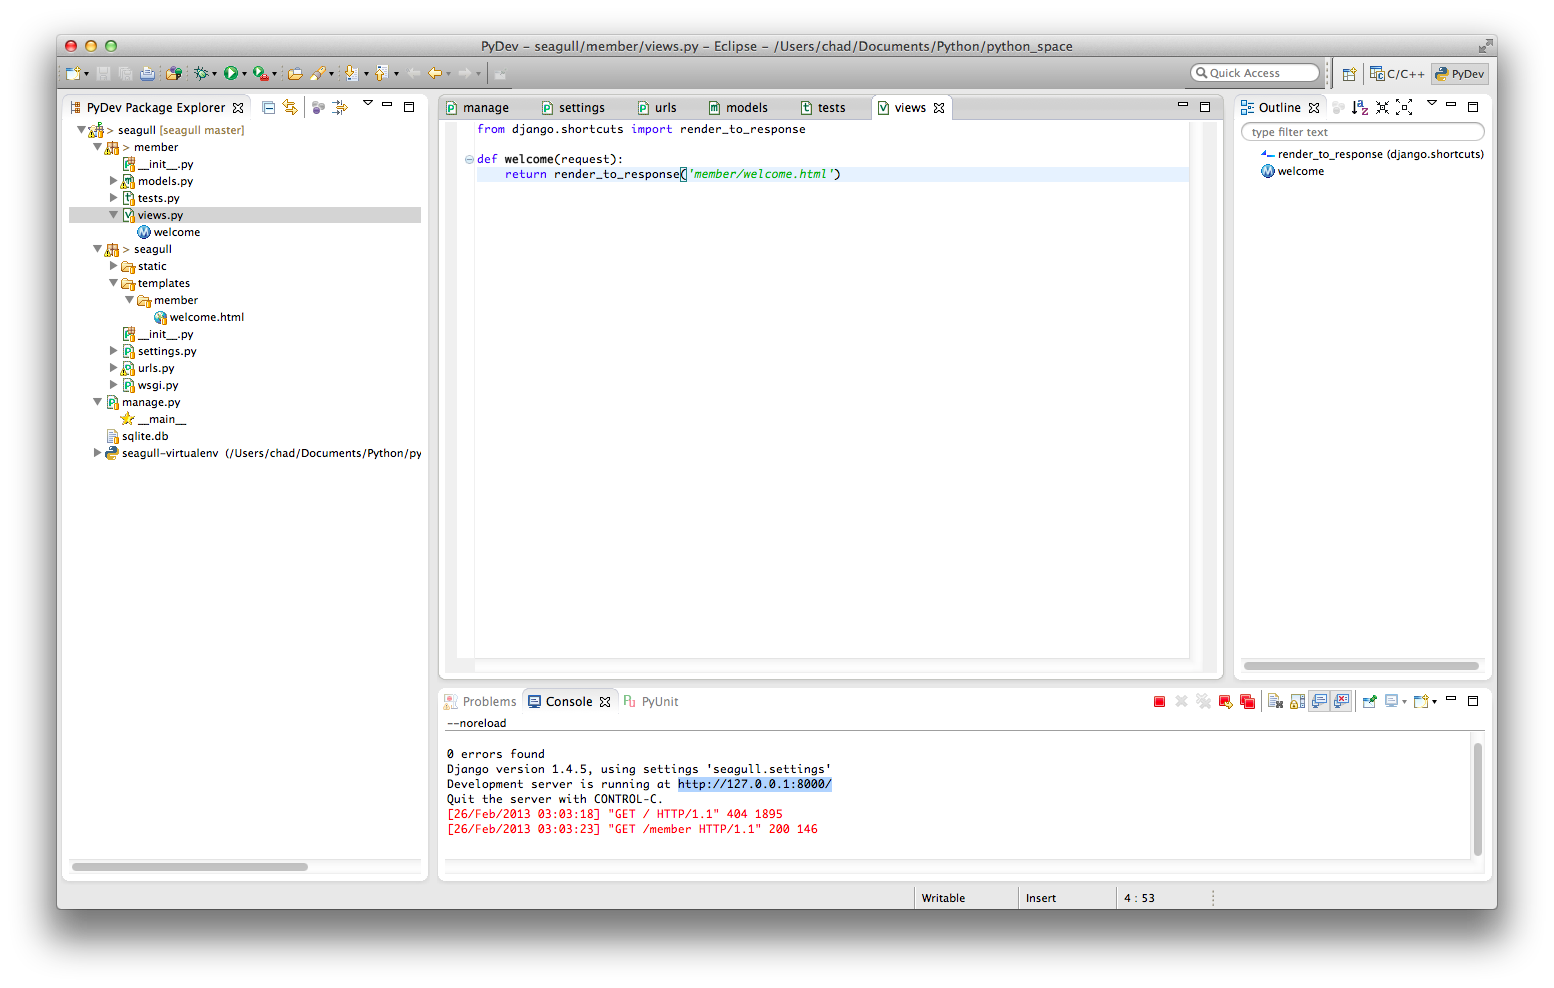 PyDev – seagull/member/views.py – Eclipse – /Users/chad/Documents/Python/python_space
Quick Access
C/C++
PyDev
PyDev Package Explorer
> seagull [seagull master]
> member
__init__.py
models.py
tests.py
views.py
welcome
> seagull
static
templates
member
welcome.html
__init__.py
settings.py
urls.py
wsgi.py
manage.py
__main__
sqlite.db
seagull-virtualenv (/Users/chad/Documents/Python/py
manage
settings
urls
models
tests
views
from django.shortcuts import render_to_response
def welcome(request):
return render_to_response('member/welcome.html')
Outline
type filter text
render_to_response (django.shortcuts)
welcome
Problems
Console
PyUnit
--noreload
0 errors found
Django version 1.4.5, using settings 'seagull.settings'
Development server is running at http://127.0.0.1:8000/
Quit the server with CONTROL-C.
[26/Feb/2013 03:03:18] "GET / HTTP/1.1" 404 1895
[26/Feb/2013 03:03:23] "GET /member HTTP/1.1" 200 146
Writable
Insert
4 : 53